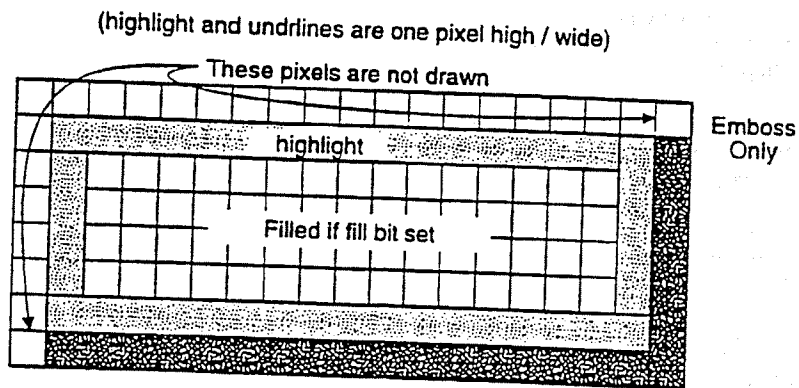 (highlight and undrlines are one pixel high / wide)
These pixels are not drawn
Emboss
Only
highlight
Filled if fill bit set